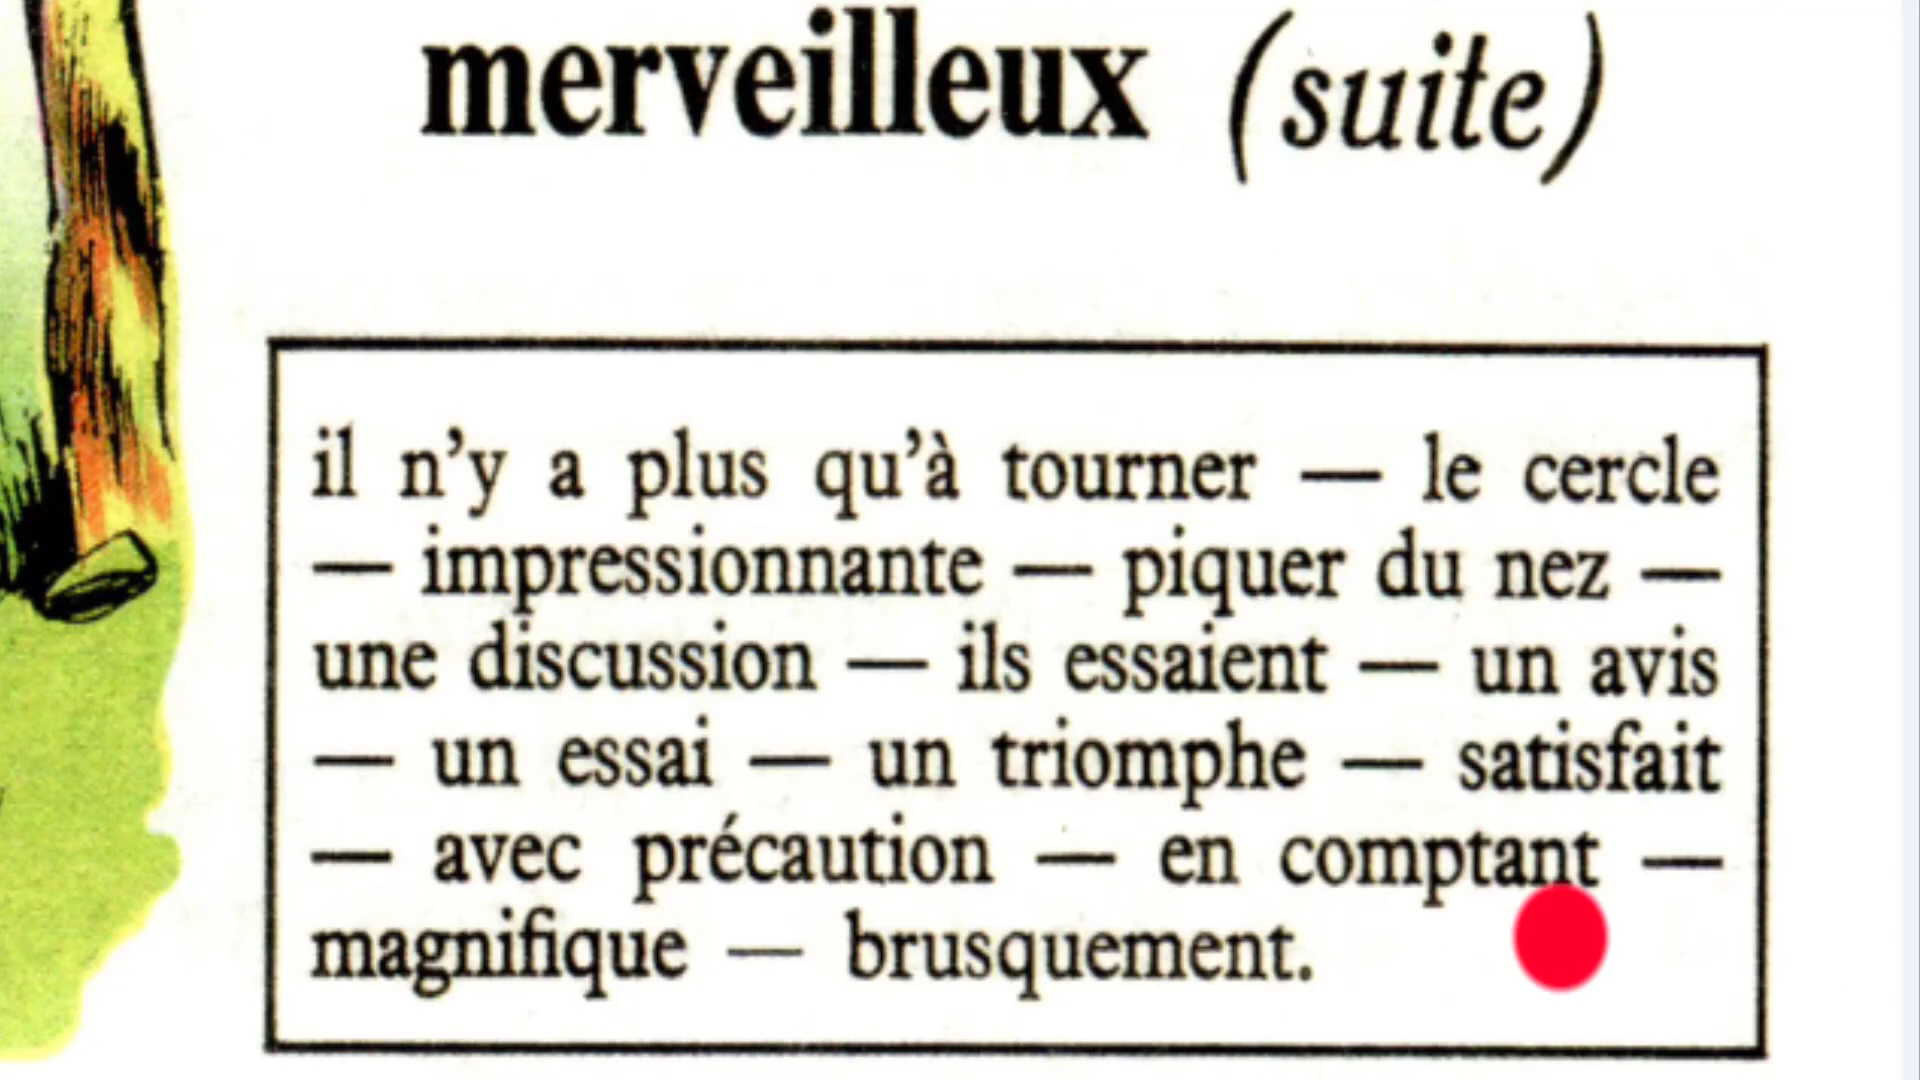 merveilleux (suite)
il n'y a plus qu'à tourner — le cercle
— impressionnante — piquer du nez —
une discussion — ils essaient — un avis
— un essai — un triomphe — satisfait
— avec précaution — en comptant —
magnifique — brusquement.